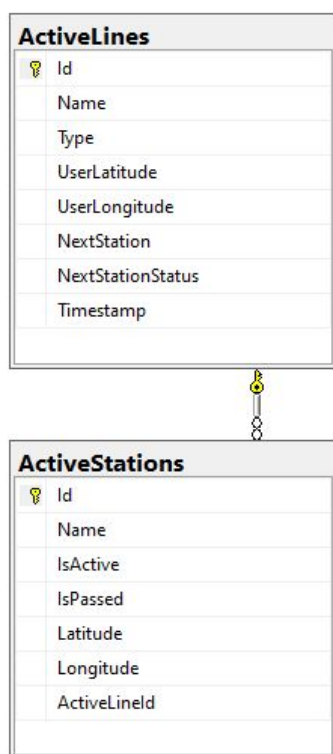 ActiveLines
Id
Name
Type
UserLatitude
UserLongitude
NextStation
NextStationStatus
Timestamp
ActiveStations
Id
Name
IsActive
IsPassed
Latitude
Longitude
ActiveLineId